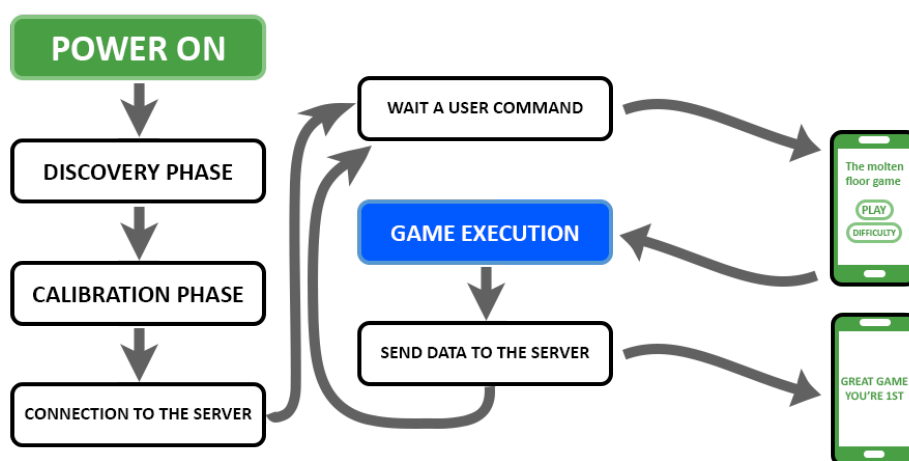 POWER ON
DISCOVERY PHASE
CALIBRATION PHASE
CONNECTION TO THE SERVER
WAIT A USER COMMAND
The molten
floor game
PLAY
DIFFICULTY
GAME EXECUTION
SEND DATA TO THE SERVER
GREAT GAME
YOU'RE 1ST